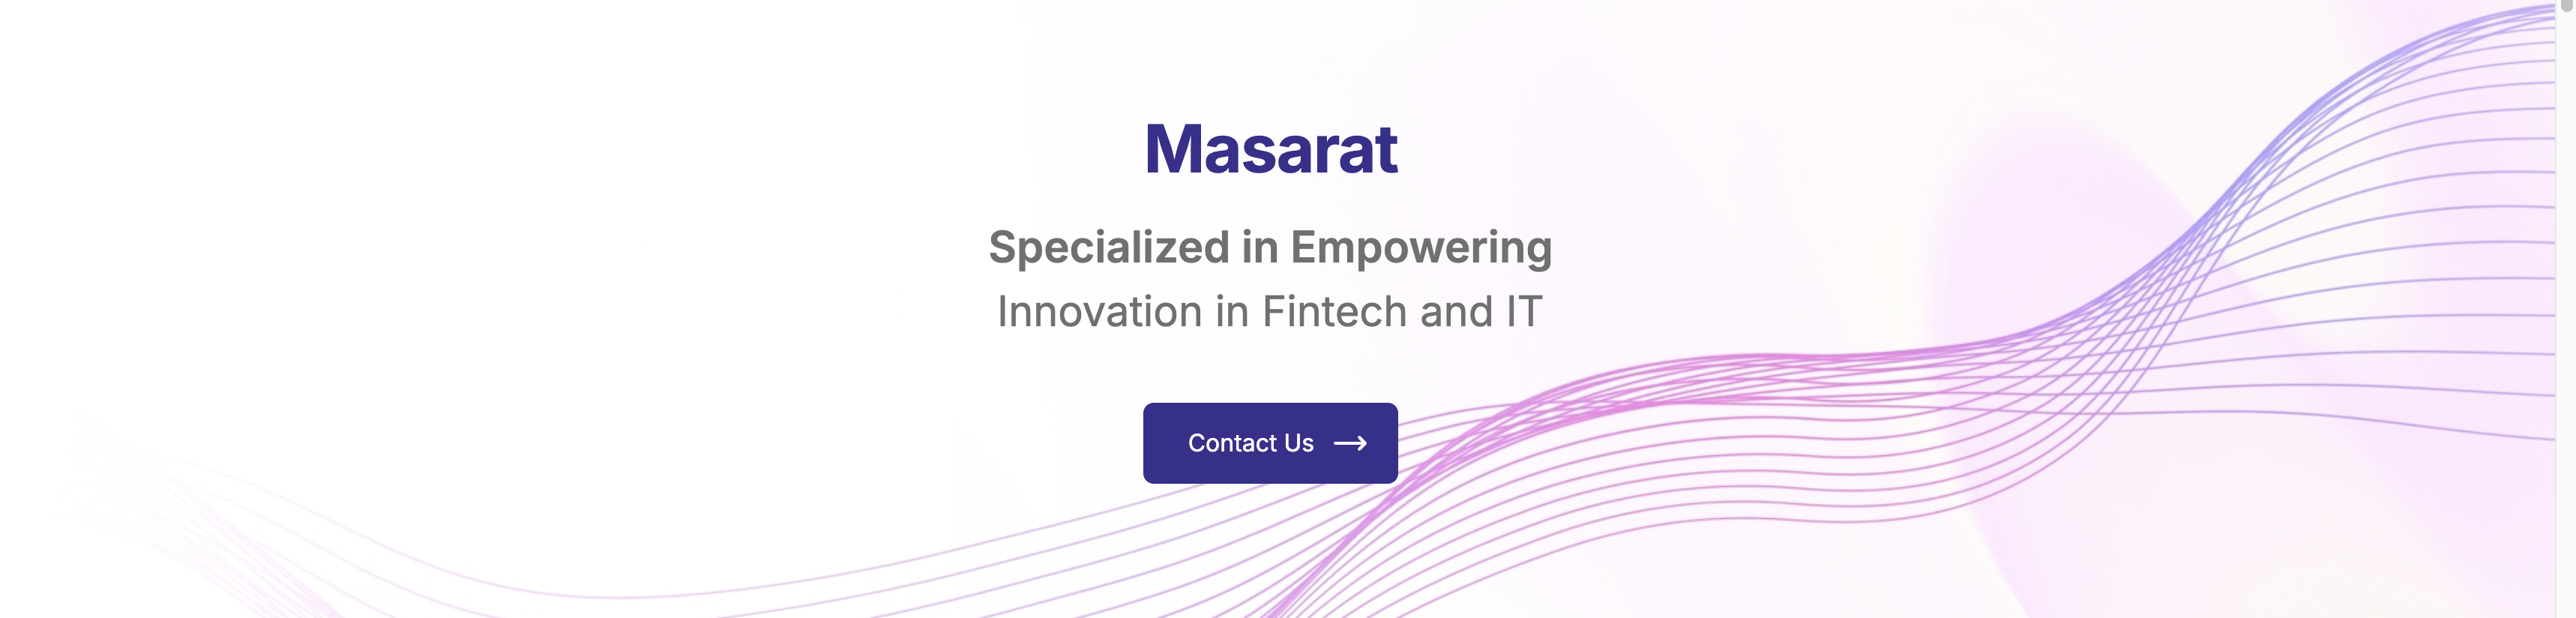 Masarat
Specialized in Empowering
Innovation in Fintech and IT
Contact Us